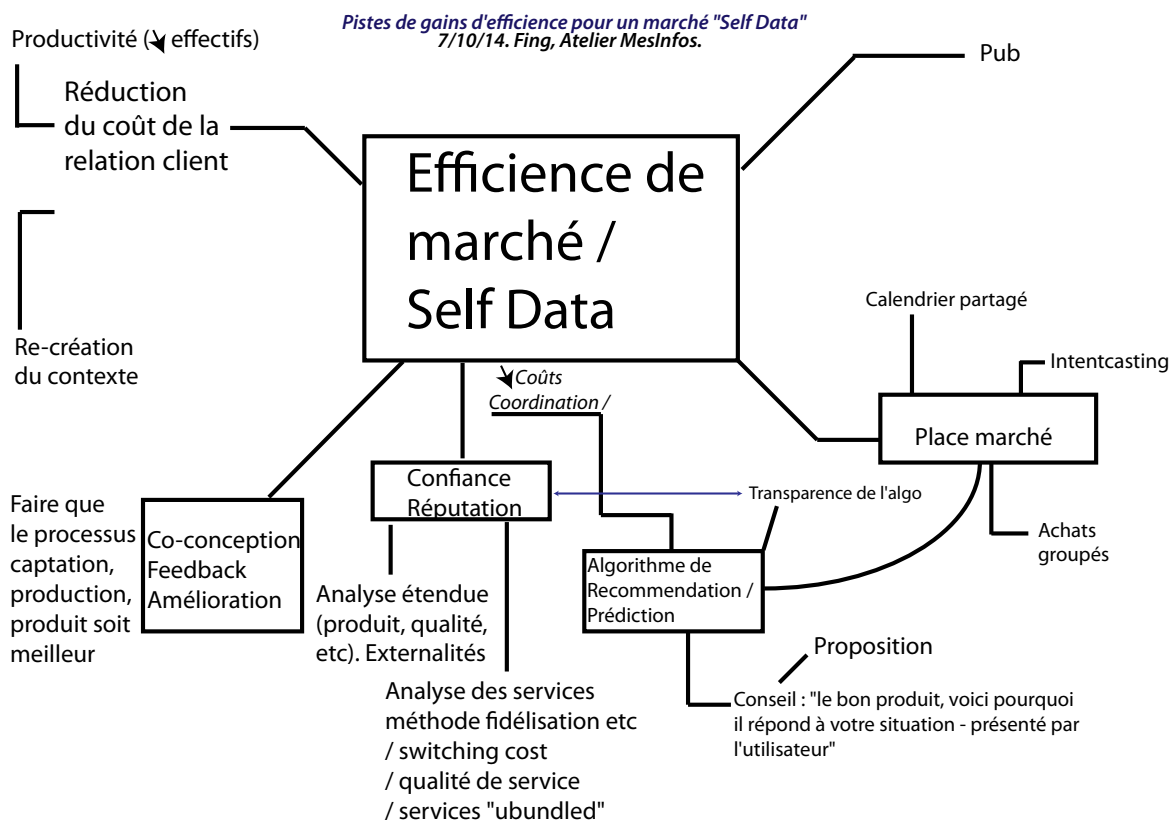 Pistes de gains d'efficience pour un marché "Self Data"
7/10/14. Fing, Atelier MesInfos.
Productivité (↘ effectifs)
Réduction
du coût de la
relation client
Pub
Efficience de
marché /
Self Data
Re-création
du contexte
Calendrier partagé
Intentcasting
Place marché
Achats
groupés
↘ Coûts
Coordination /
Confiance
Réputation
Transparence de l'algo
Faire que
le processus
captation,
production,
produit soit
meilleur
Co-conception
Feedback
Amélioration
Analyse étendue
(produit, qualité,
etc). Externalités
Algorithme de
Recommendation /
Prédiction
Proposition
Analyse des services
méthode fidélisation etc
/ switching cost
/ qualité de service
/ services "ubundled"
Conseil : "le bon produit, voici pourquoi
il répond à votre situation - présenté par
l'utilisateur"